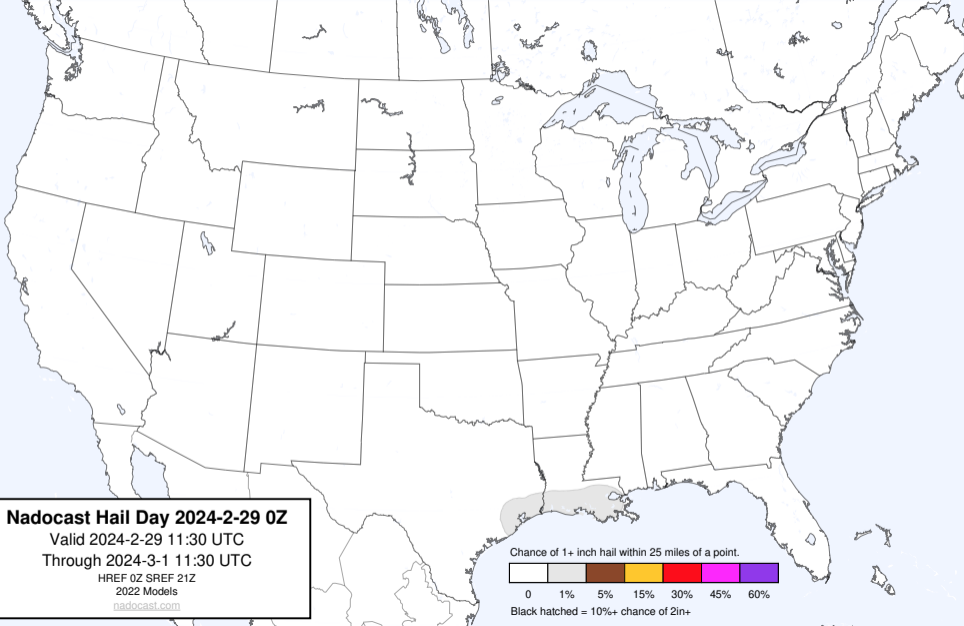 Nadocast Hail Day 2024-2-29 0Z
Valid 2024-2-29 11:30 UTC
Through 2024-3-1 11:30 UTC
HREF 0Z SREF 21Z
2022 Models
nadocast.com
Chance of 1+ inch hail within 25 miles of a point.
0 1% 5% 15% 30% 45% 60%
Black hatched = 10%+ chance of 2in+